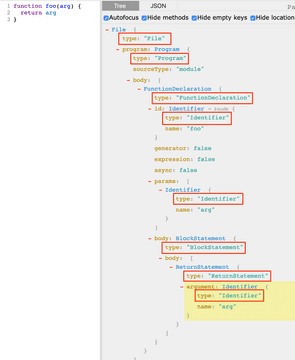 1 function foo(arg) {
2   return arg
3 }
Tree JSON
Autofocus Hide methods Hide empty keys Hide location
- File {
type: "File"
- program: Program {
type: "Program"
sourceType: "module"
- body: [
- FunctionDeclaration {
type: "FunctionDeclaration"
- id: Identifier = $node {
type: "Identifier"
name: "foo"
}
generator: false
expression: false
async: false
- params: [
- Identifier {
type: "Identifier"
name: "arg"
}
]
- body: BlockStatement {
type: "BlockStatement"
- body: [
- ReturnStatement {
type: "ReturnStatement"
- argument: Identifier {
type: "Identifier"
name: "arg"
}
}
]
}
}